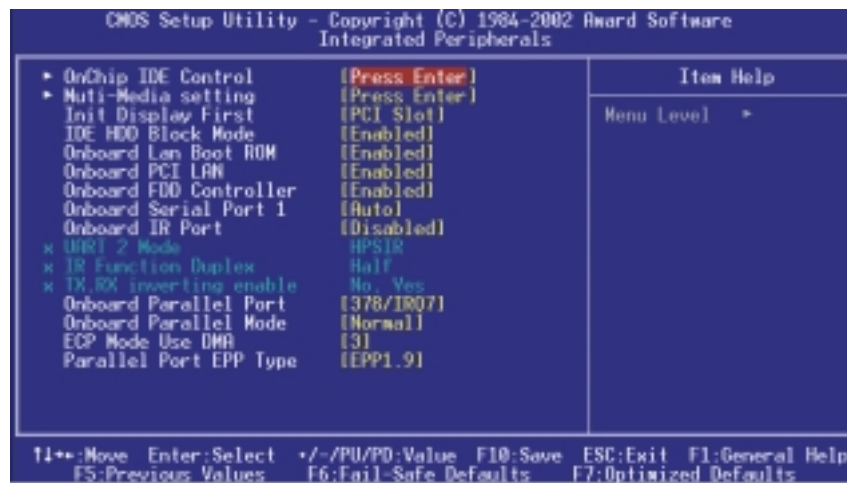 CMOS Setup Utility - Copyright (C) 1984-2002 Award Software
Integrated Peripherals
► OnChip IDE Control [Press Enter]
► Muti-Media setting [Press Enter]
Init Display First [PCI Slot]
IDE HDD Block Mode [Enabled]
Onboard Lan Boot ROM [Enabled]
Onboard PCI LAN [Enabled]
Onboard FDD Controller [Enabled]
Onboard Serial Port 1 [Auto]
Onboard IR Port [Disabled]
x UART 2 Mode HPSIR
x IR Function Duplex Half
x TX,RX inverting enable No, Yes
Onboard Parallel Port [378/IRQ7]
Onboard Parallel Mode [Normal]
ECP Mode Use DMA [3]
Parallel Port EPP Type [EPP1.9]
Item Help
Menu Level ►
↑↓→←:Move Enter:Select +/-/PU/PD:Value F10:Save ESC:Exit F1:General Help
F5:Previous Values F6:Fail-Safe Defaults F7:Optimized Defaults